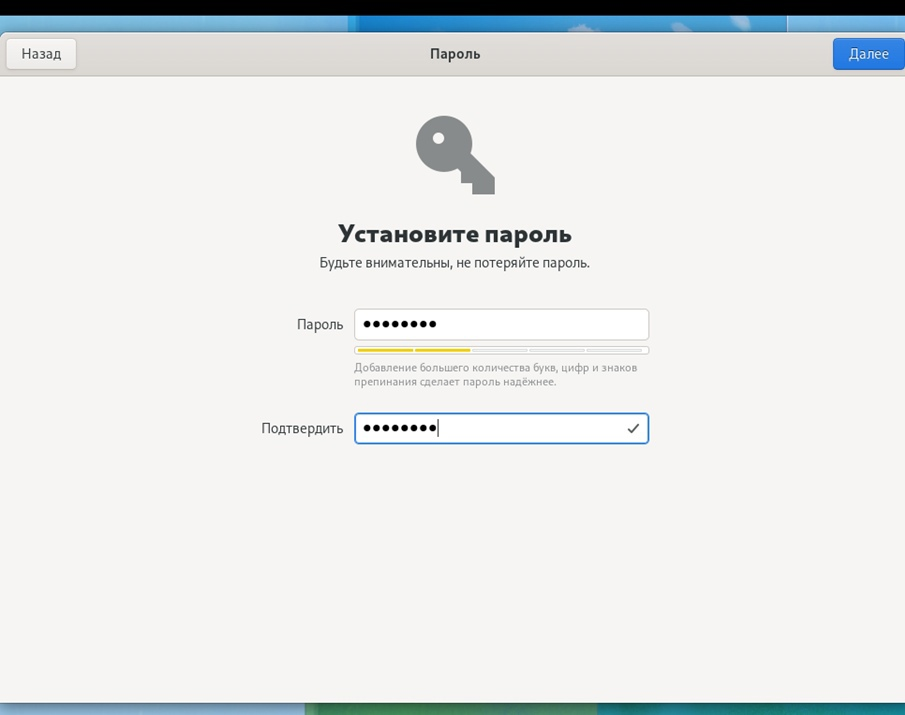 Назад
Пароль
Далее
Установите пароль
Будьте внимательны, не потеряйте пароль.
Пароль ●●●●●●●●
Добавление большего количества букв, цифр и знаков
препинания сделает пароль надёжнее.
Подтвердить ●●●●●●●●